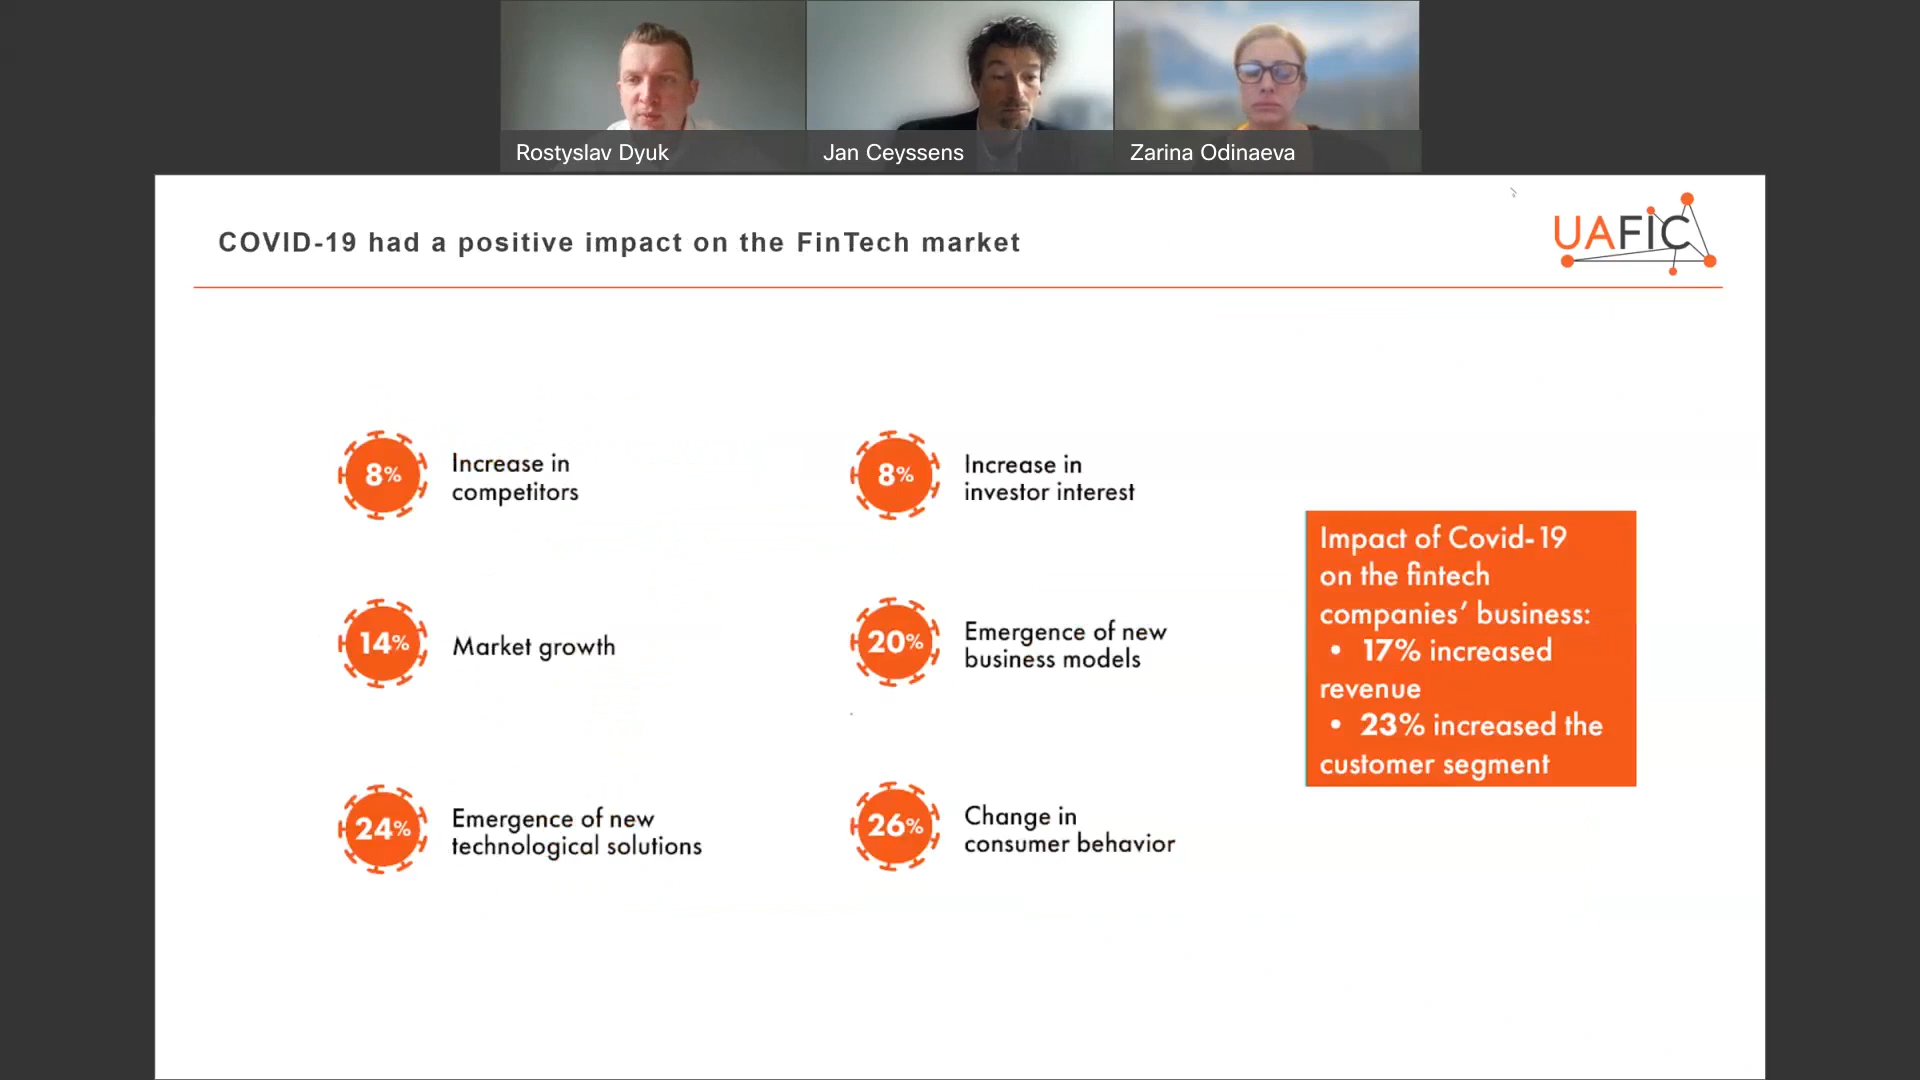 Rostyslav Dyuk
Jan Ceyssens
Zarina Odinaeva
COVID-19 had a positive impact on the FinTech market
UAFIC
8%
Increase in
competitors
8%
Increase in
investor interest
14%
Market growth
20%
Emergence of new
business models
24%
Emergence of new
technological solutions
26%
Change in
consumer behavior
Impact of Covid-19
on the fintech
companies’ business:
• 17% increased
revenue
• 23% increased the
customer segment